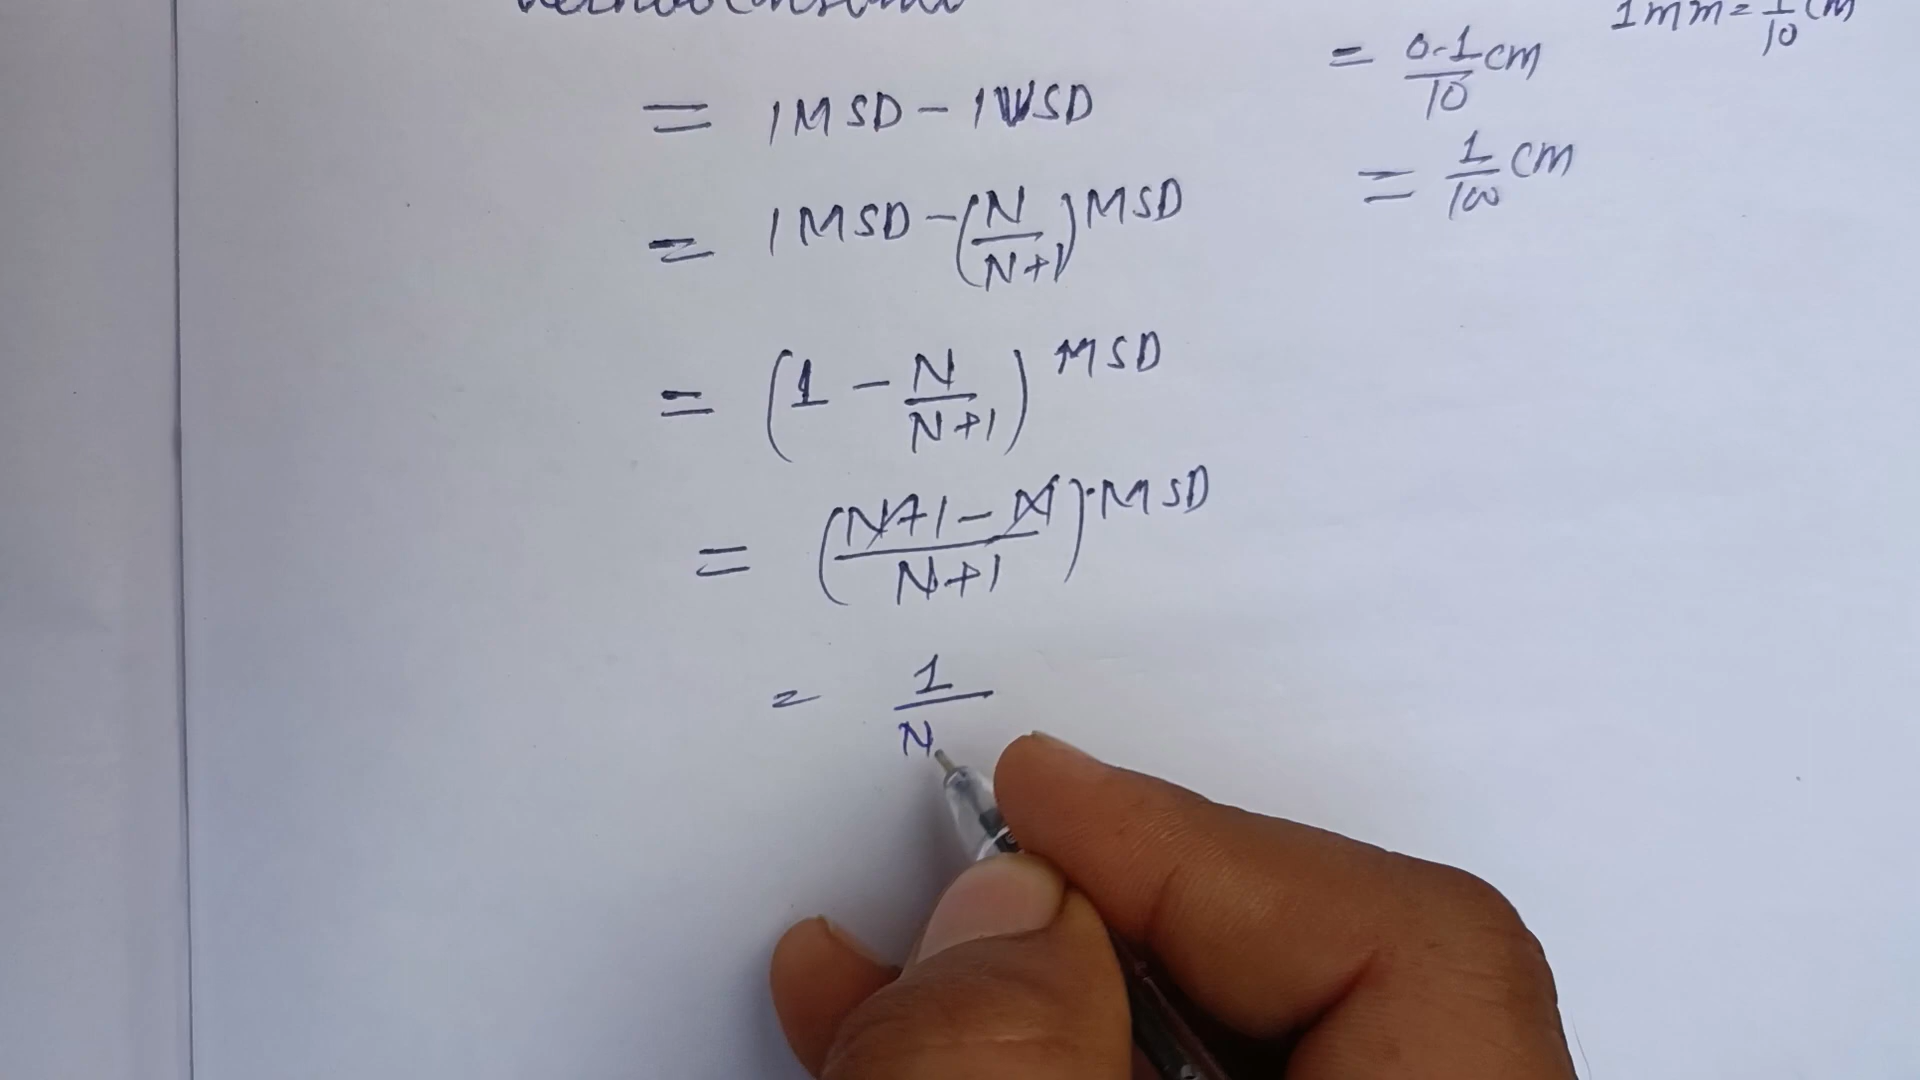 = 1MSD - 1VSD
= 1MSD - (N/N+1) MSD
= (1 - N/N+1) MSD
= (N+1-N/N+1) · MSD
= 1/N
1mm = 1/10 cm
= 0.1/10 cm
= 1/100 cm